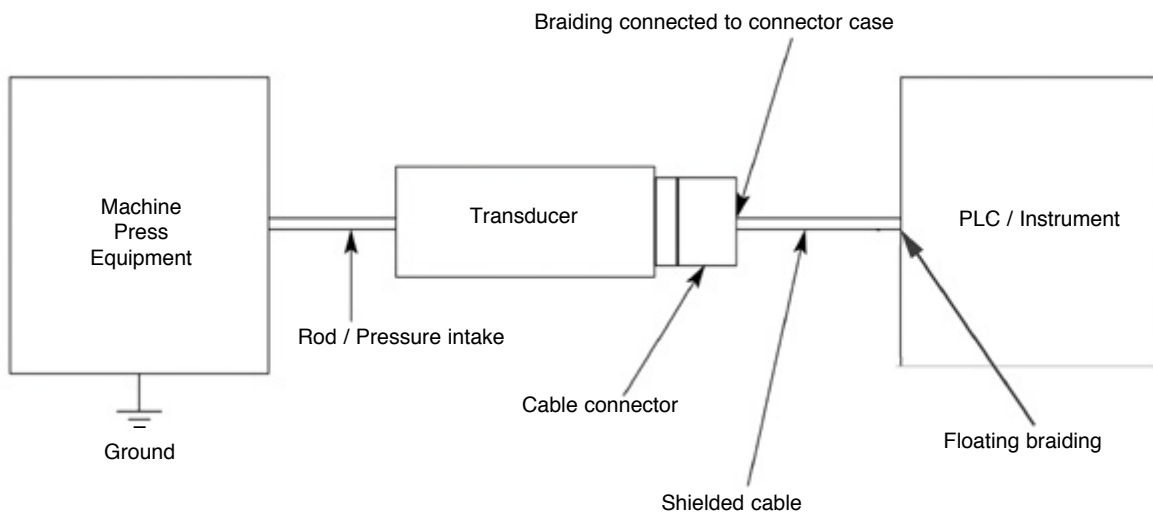 Braiding connected to connector case
Machine
Press
Equipment
Transducer
PLC / Instrument
Rod / Pressure intake
Cable connector
Ground
Floating braiding
Shielded cable